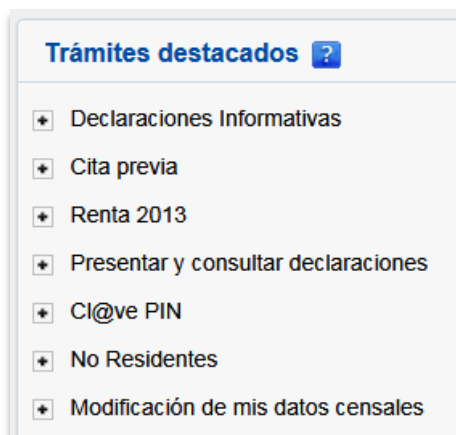 Trámites destacados ?
Declaraciones Informativas
Cita previa
Renta 2013
Presentar y consultar declaraciones
Cl@ve PIN
No Residentes
Modificación de mis datos censales